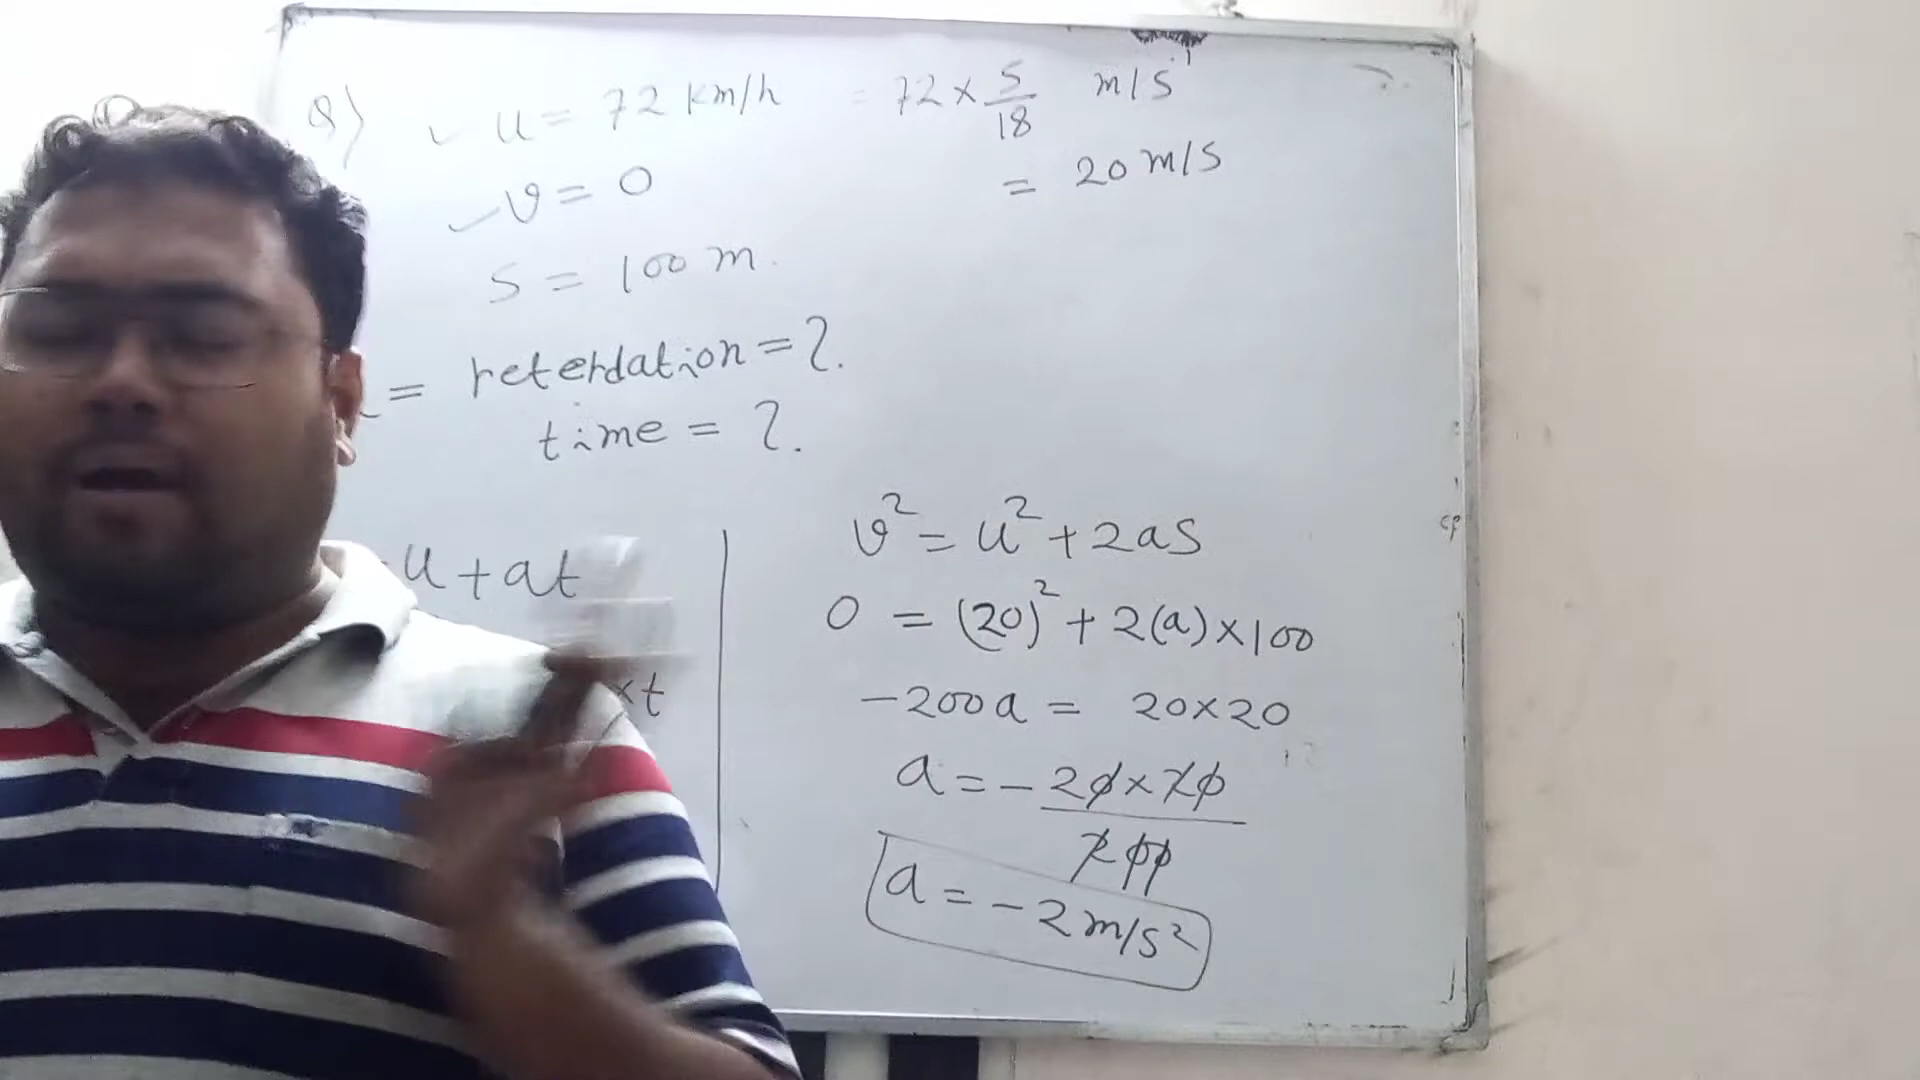 Q) u = 72 km/h = 72 × 5/18 m/s
v = 0 = 20 m/s
S = 100 m.
= reterdation = ?.
time = ?.
u + at
×t
v² = u² + 2aS
0 = (20)² + 2(a) × 100
-200a = 20×20
a = - 20×20/200
a = -2 m/s²